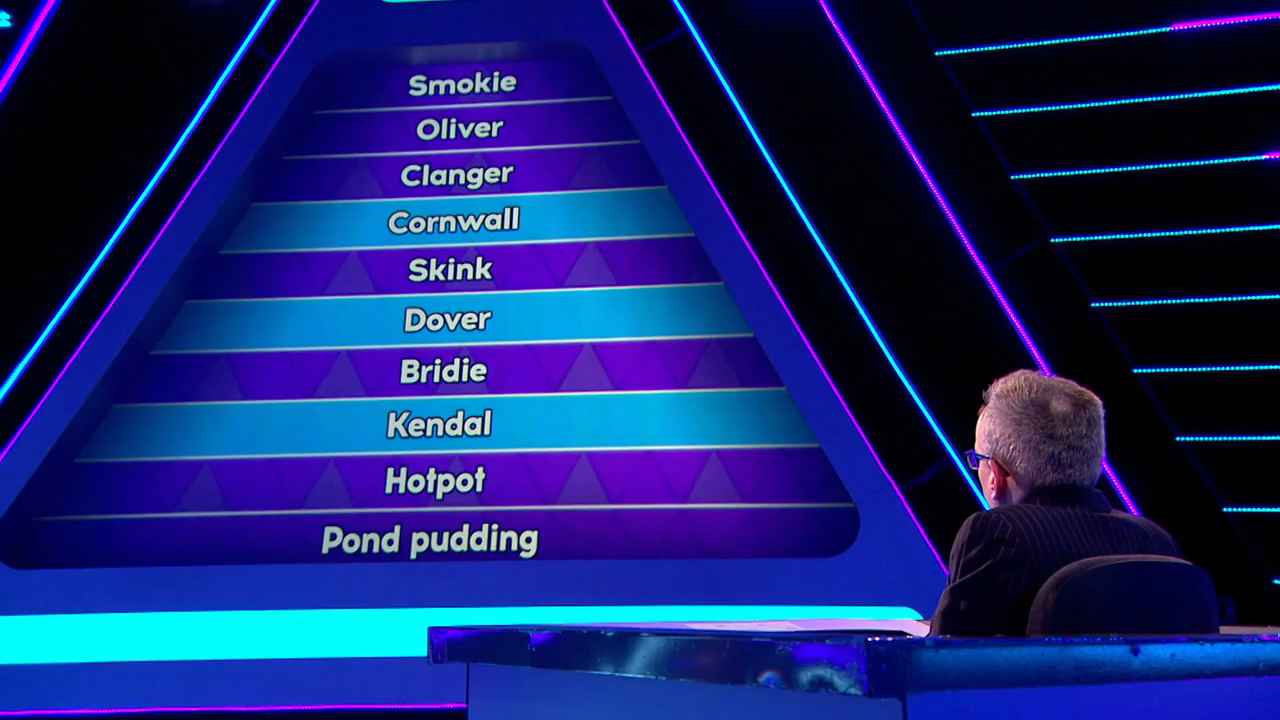 Smokie
Oliver
Clanger
Cornwall
Skink
Dover
Bridie
Kendal
Hotpot
Pond pudding